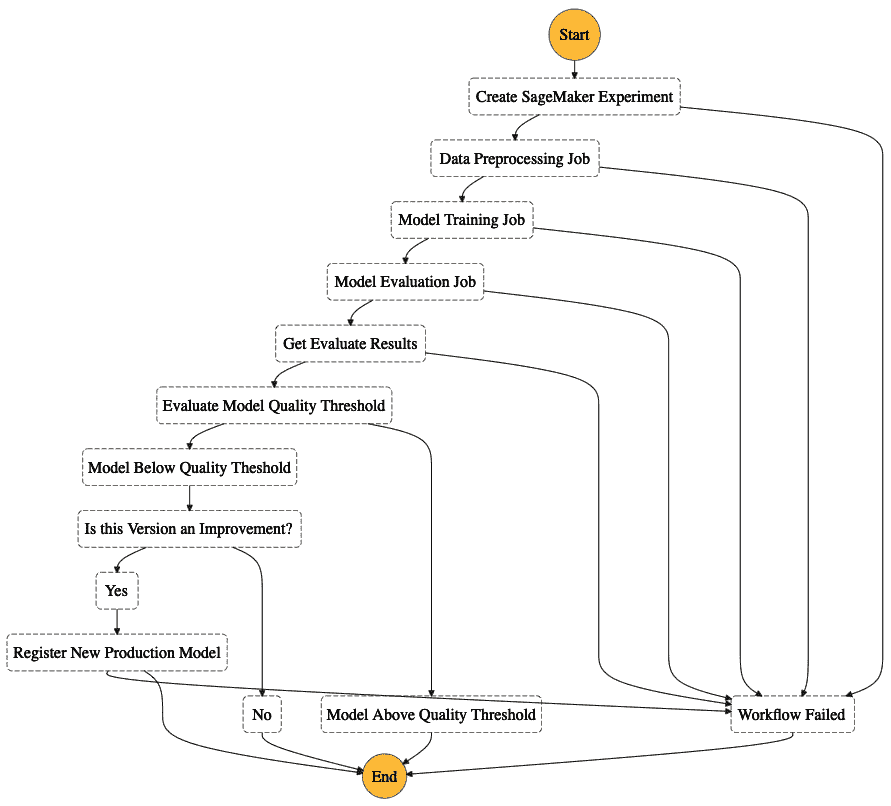 Start
Create SageMaker Experiment
Data Preprocessing Job
Model Training Job
Model Evaluation Job
Get Evaluate Results
Evaluate Model Quality Threshold
Model Below Quality Theshold
Is this Version an Improvement?
Yes
Register New Production Model
No
Model Above Quality Threshold
Workflow Failed
End